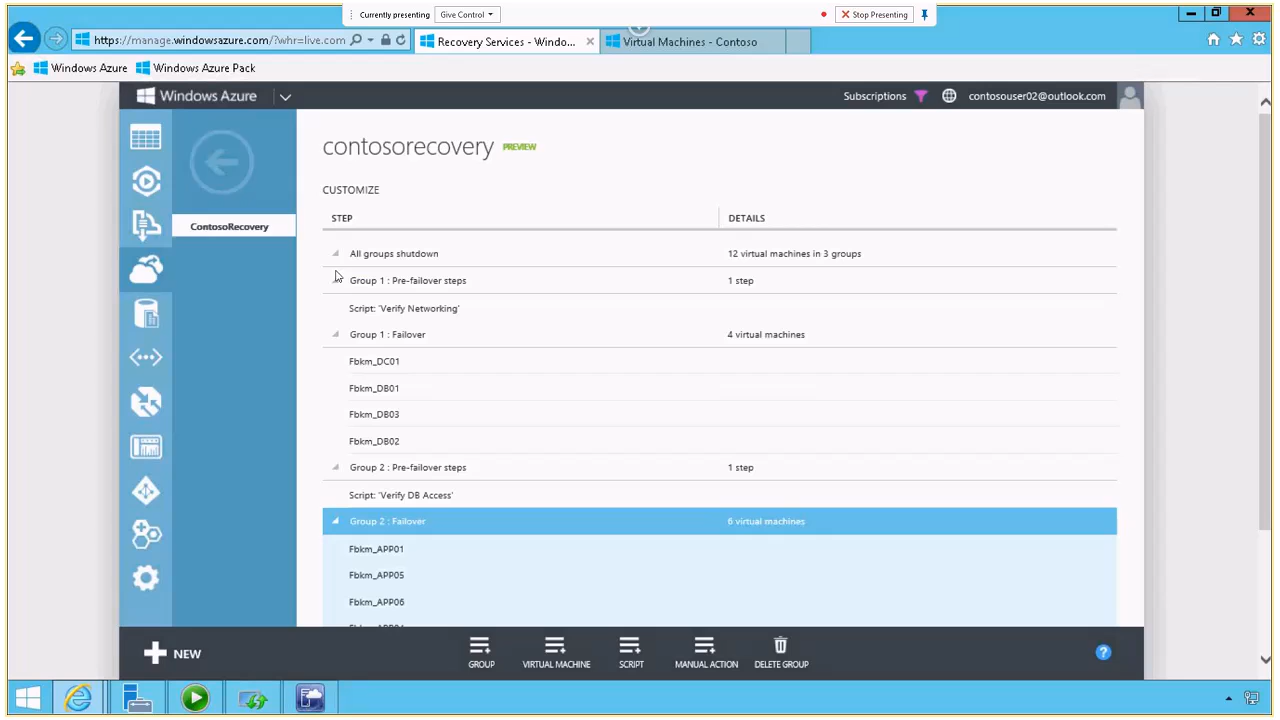 Currently presenting Give Control Stop Presenting
https://manage.windowsazure.com/?whr=live.com Recovery Services - Windo... Virtual Machines - Contoso
Windows Azure Windows Azure Pack
Windows Azure Subscriptions contosouser02@outlook.com
contosorecovery PREVIEW
CUSTOMIZE
ContosoRecovery
STEP DETAILS
All groups shutdown 12 virtual machines in 3 groups
Group 1 : Pre-failover steps 1 step
Script: 'Verify Networking'
Group 1 : Failover 4 virtual machines
Fbkm_DC01
Fbkm_DB01
Fbkm_DB03
Fbkm_DB02
Group 2 : Pre-failover steps 1 step
Script: 'Verify DB Access'
Group 2 : Failover 6 virtual machines
Fbkm_APP01
Fbkm_APP05
Fbkm_APP06
NEW GROUP VIRTUAL MACHINE SCRIPT MANUAL ACTION DELETE GROUP ?